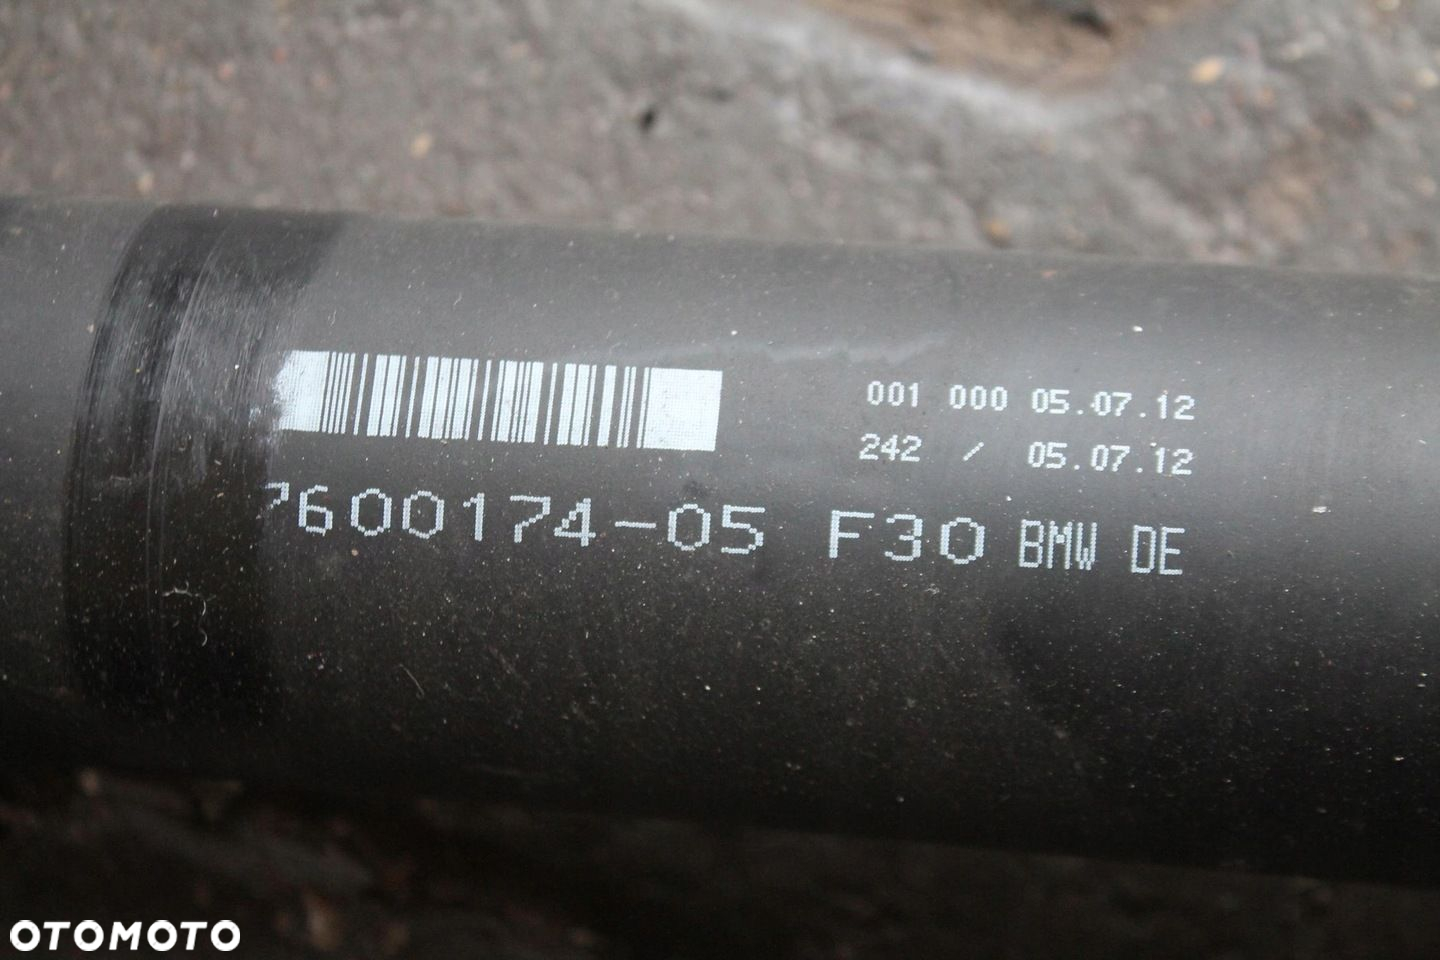 001 000 05.07.12
242 / 05.07.12
7600174-05 F30 BMW DE
OTOMOTO